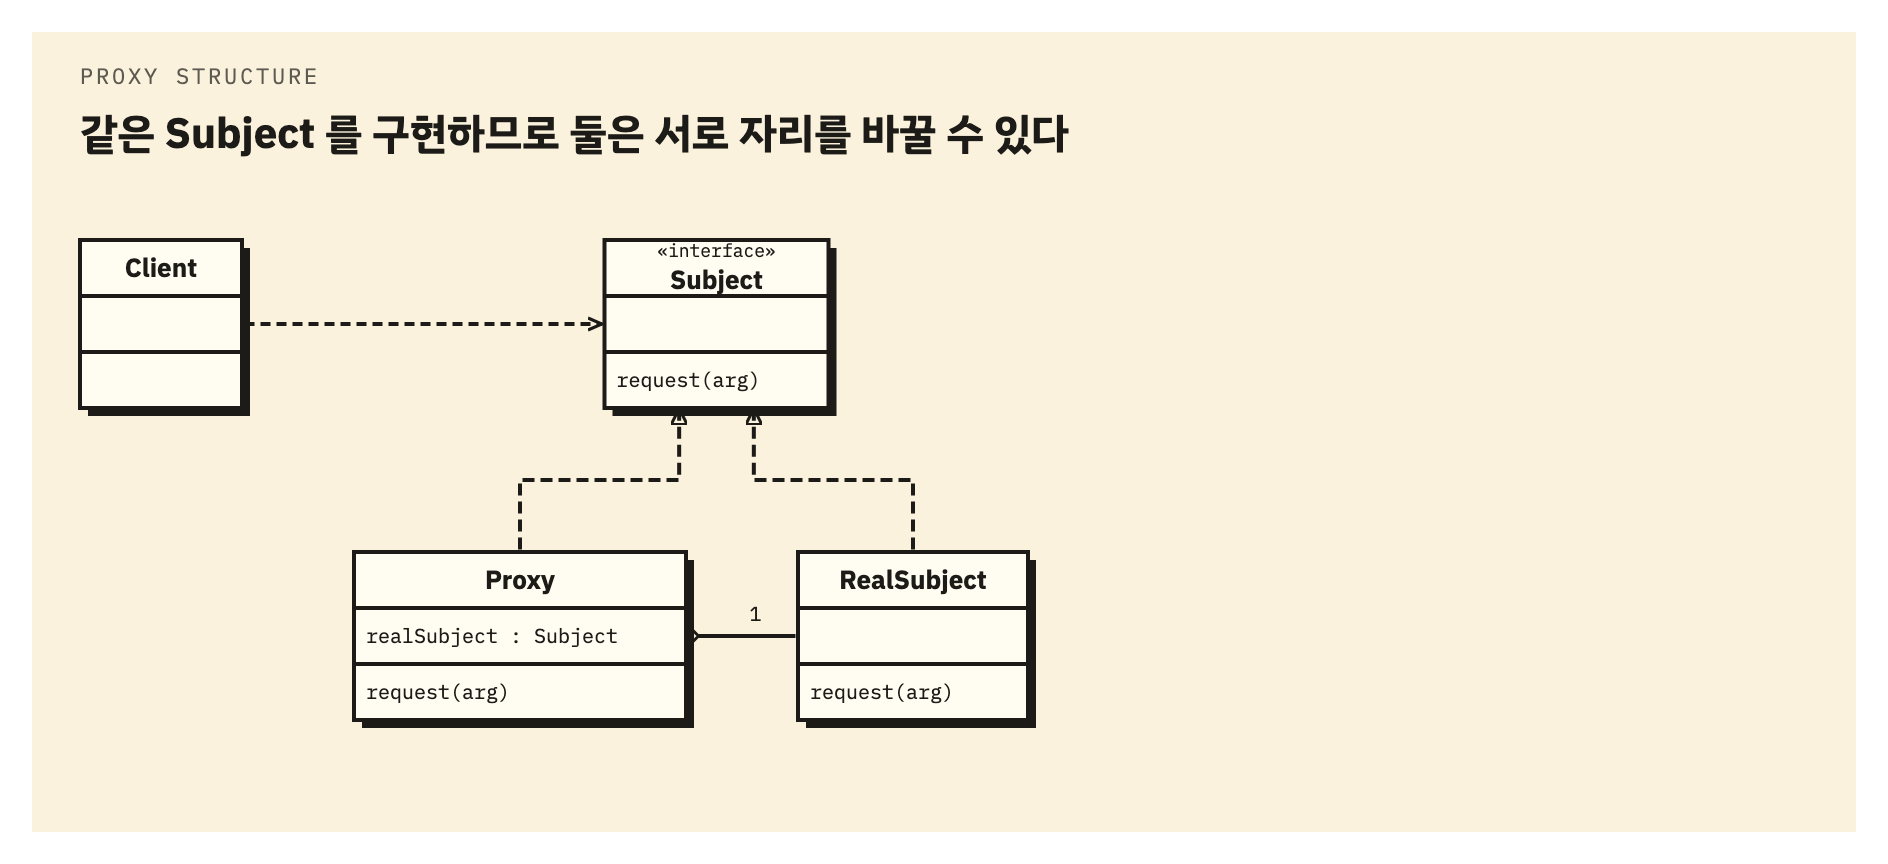 PROXY STRUCTURE
같은 Subject 를 구현하므로 둘은 서로 자리를 바꿀 수 있다
Client
«interface»
Subject
request(arg)
Proxy
realSubject : Subject
request(arg)
1
RealSubject
request(arg)